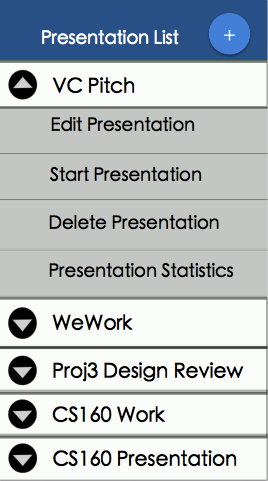 Presentation List +
VC Pitch
Edit Presentation
Start Presentation
Delete Presentation
Presentation Statistics
WeWork
Proj3 Design Review
CS160 Work
CS160 Presentation